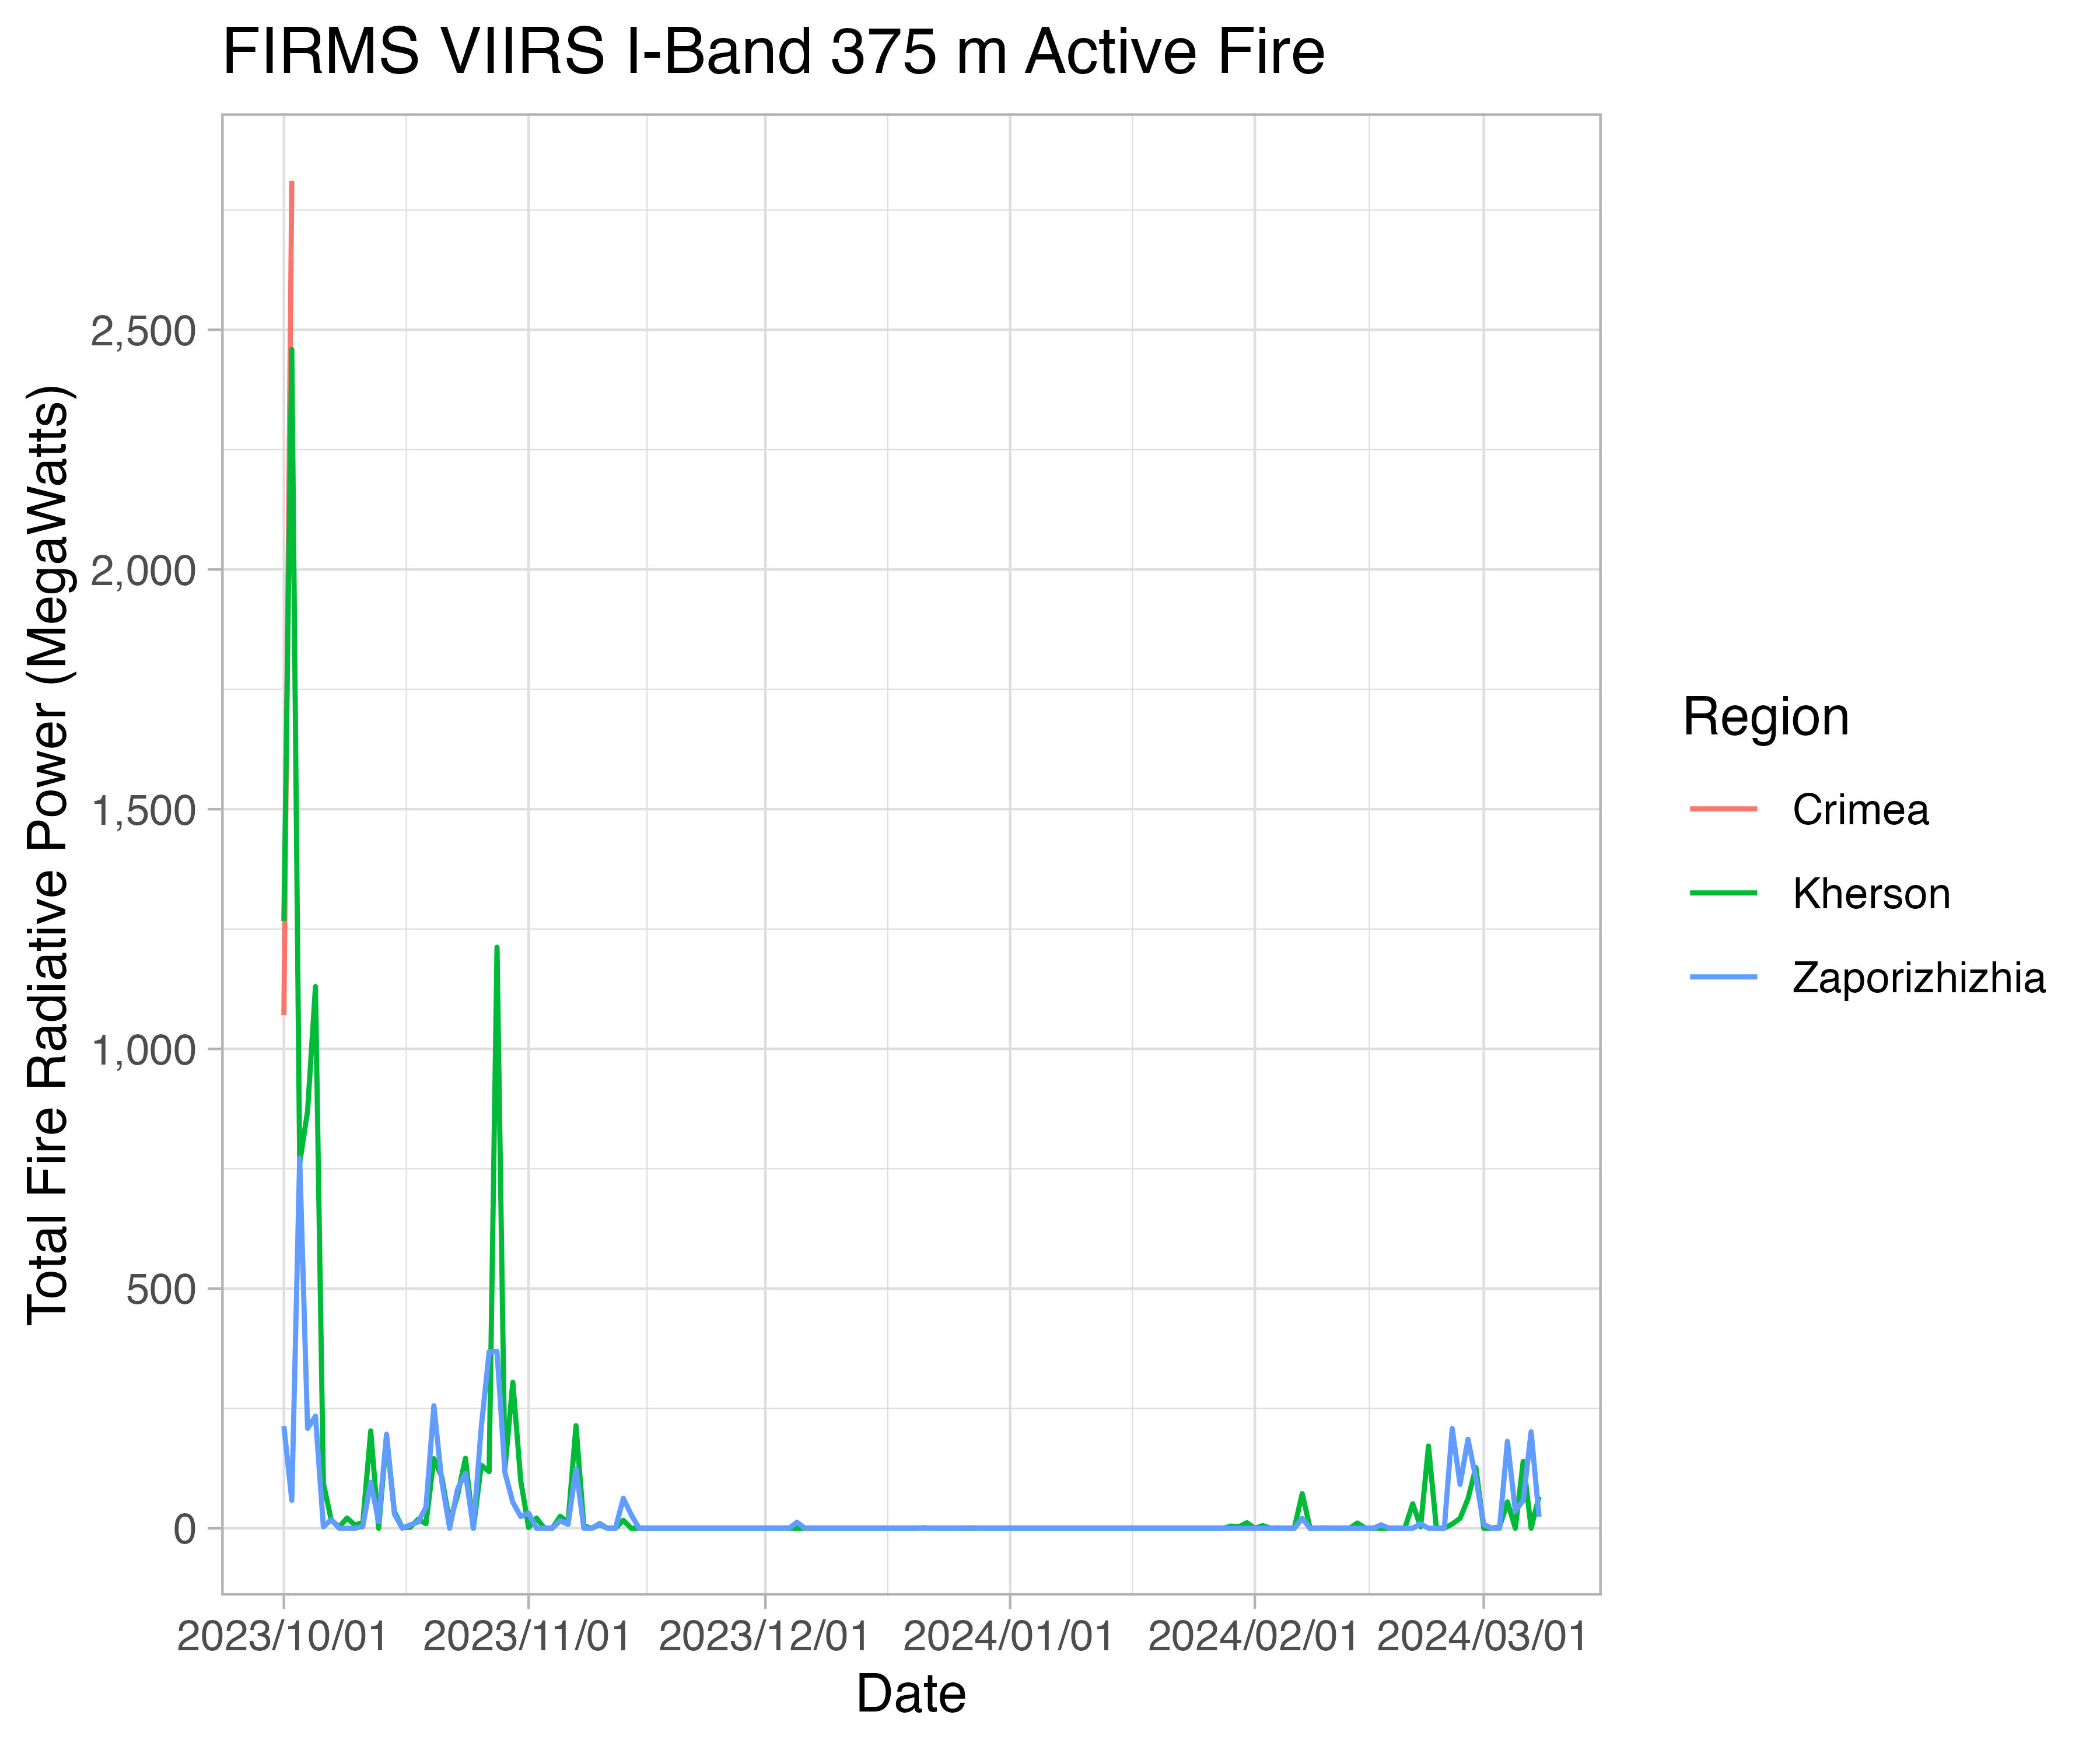 FIRMS VIIRS I-Band 375 m Active Fire
Total Fire Radiative Power (MegaWatts)
2,500
2,000
1,500
1,000
500
0
2023/10/01 2023/11/01 2023/12/01 2024/01/01 2024/02/01 2024/03/01
Date
Region
Crimea
Kherson
Zaporizhizhia